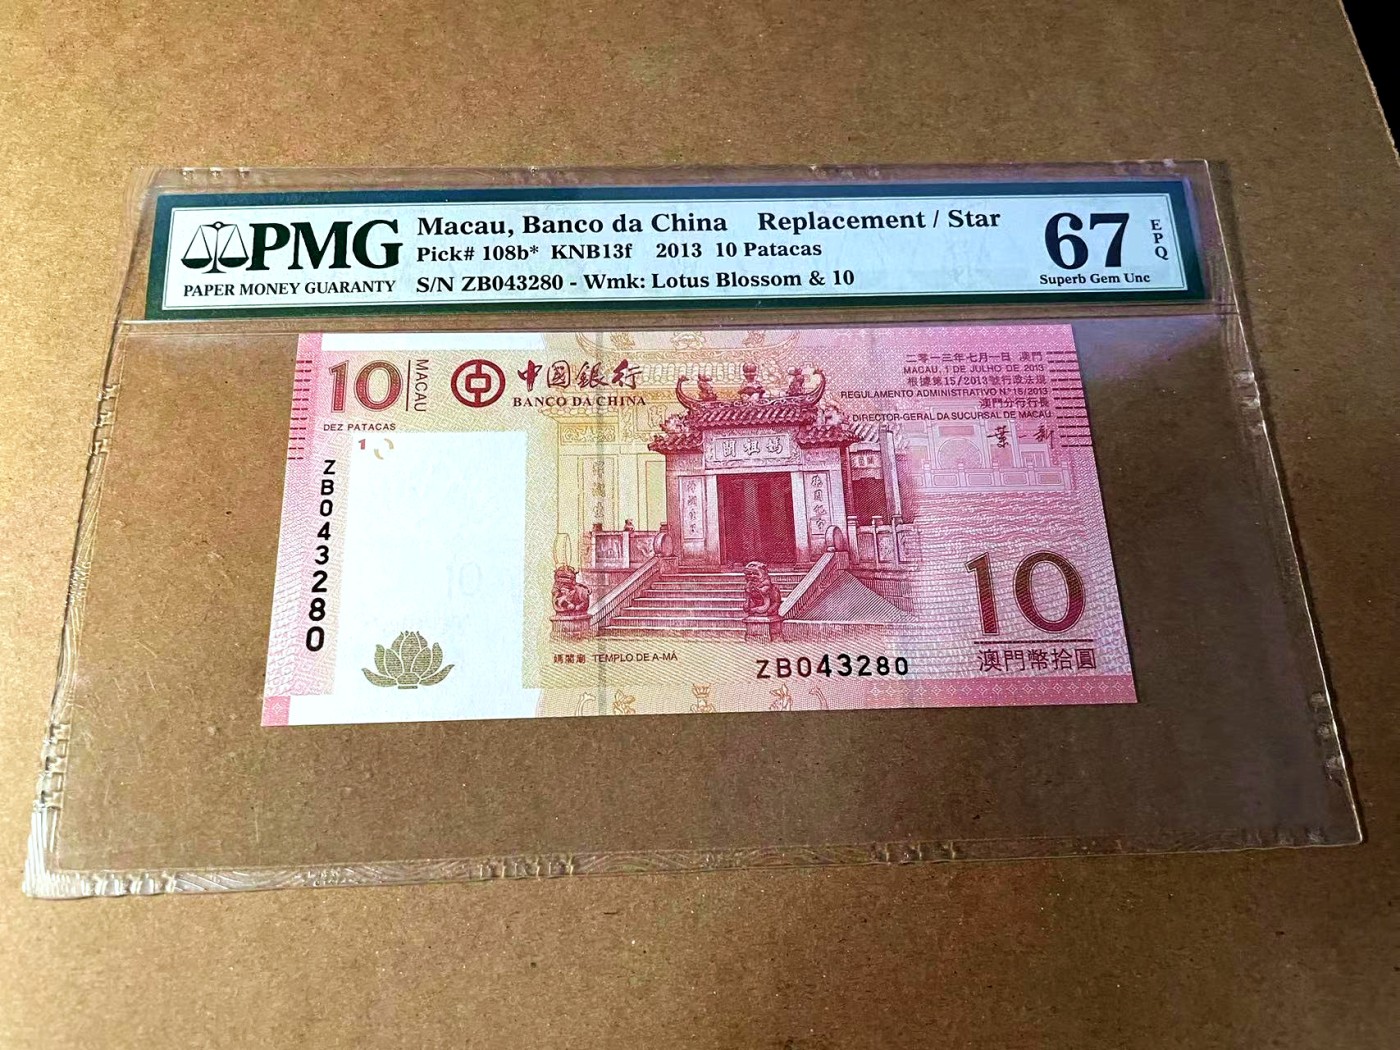 PMG
PAPER MONEY GUARANTY
Macau, Banco da China Replacement / Star
Pick# 108b* KNB13f 2013 10 Patacas
S/N ZB043280 - Wmk: Lotus Blossom & 10
67
EPQ
Superb Gem Unc
10
MACAU
DEZ PATACAS
中國銀行
BANCO DA CHINA
二零一三年七月一日 澳門
MACAU, 1 DE JULHO DE 2013
根據第15/2013號行政法規
REGULAMENTO ADMINISTRATIVO N.º 15/2013
澳門分行行長
DIRECTOR-GERAL DA SUCURSAL DE MACAU
1
ZB043280
閣祖媽
媽閣廟 TEMPLO DE A-MÁ
ZB043280
10
澳門幣拾圓